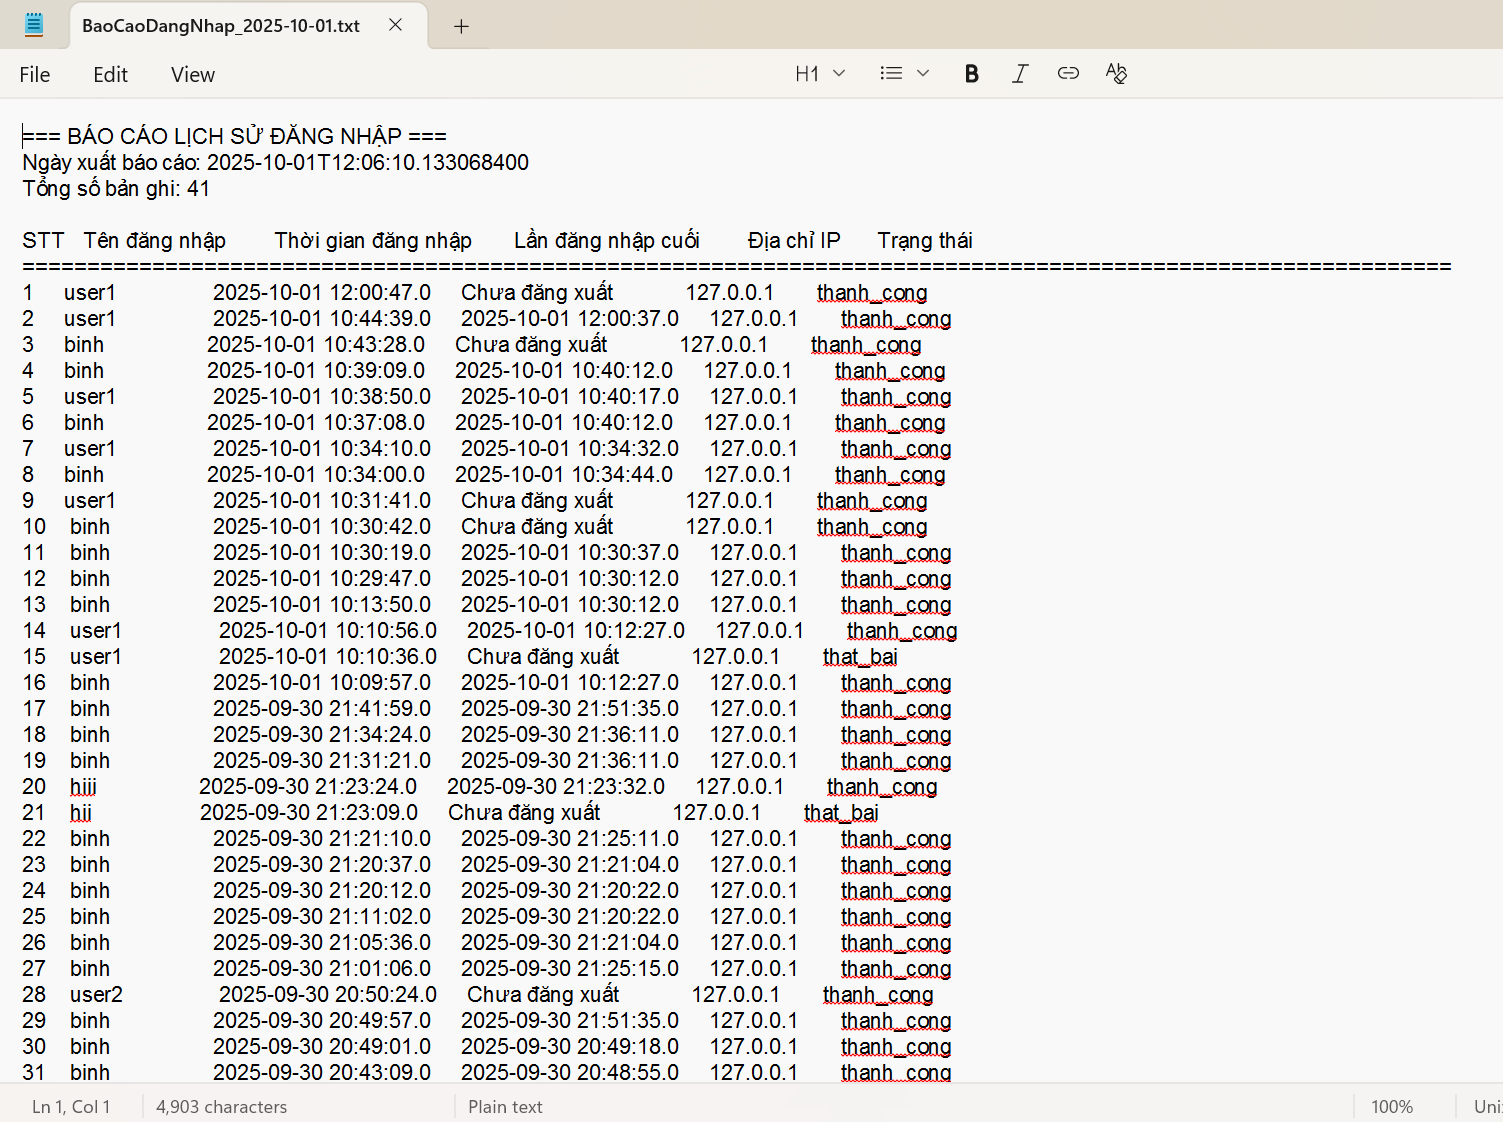 BaoCaoDangNhap_2025-10-01.txt
File Edit View H1 B I
=== BÁO CÁO LỊCH SỬ ĐĂNG NHẬP ===
Ngày xuất báo cáo: 2025-10-01T12:06:10.133068400
Tổng số bản ghi: 41
STT Tên đăng nhập Thời gian đăng nhập Lần đăng nhập cuối Địa chỉ IP Trạng thái
==============================================================================================================
1 user1 2025-10-01 12:00:47.0 Chưa đăng xuất 127.0.0.1 thanh_cong
2 user1 2025-10-01 10:44:39.0 2025-10-01 12:00:37.0 127.0.0.1 thanh_cong
3 binh 2025-10-01 10:43:28.0 Chưa đăng xuất 127.0.0.1 thanh_cong
4 binh 2025-10-01 10:39:09.0 2025-10-01 10:40:12.0 127.0.0.1 thanh_cong
5 user1 2025-10-01 10:38:50.0 2025-10-01 10:40:17.0 127.0.0.1 thanh_cong
6 binh 2025-10-01 10:37:08.0 2025-10-01 10:40:12.0 127.0.0.1 thanh_cong
7 user1 2025-10-01 10:34:10.0 2025-10-01 10:34:32.0 127.0.0.1 thanh_cong
8 binh 2025-10-01 10:34:00.0 2025-10-01 10:34:44.0 127.0.0.1 thanh_cong
9 user1 2025-10-01 10:31:41.0 Chưa đăng xuất 127.0.0.1 thanh_cong
10 binh 2025-10-01 10:30:42.0 Chưa đăng xuất 127.0.0.1 thanh_cong
11 binh 2025-10-01 10:30:19.0 2025-10-01 10:30:37.0 127.0.0.1 thanh_cong
12 binh 2025-10-01 10:29:47.0 2025-10-01 10:30:12.0 127.0.0.1 thanh_cong
13 binh 2025-10-01 10:13:50.0 2025-10-01 10:30:12.0 127.0.0.1 thanh_cong
14 user1 2025-10-01 10:10:56.0 2025-10-01 10:12:27.0 127.0.0.1 thanh_cong
15 user1 2025-10-01 10:10:36.0 Chưa đăng xuất 127.0.0.1 that_bai
16 binh 2025-10-01 10:09:57.0 2025-10-01 10:12:27.0 127.0.0.1 thanh_cong
17 binh 2025-09-30 21:41:59.0 2025-09-30 21:51:35.0 127.0.0.1 thanh_cong
18 binh 2025-09-30 21:34:24.0 2025-09-30 21:36:11.0 127.0.0.1 thanh_cong
19 binh 2025-09-30 21:31:21.0 2025-09-30 21:36:11.0 127.0.0.1 thanh_cong
20 hiii 2025-09-30 21:23:24.0 2025-09-30 21:23:32.0 127.0.0.1 thanh_cong
21 hii 2025-09-30 21:23:09.0 Chưa đăng xuất 127.0.0.1 that_bai
22 binh 2025-09-30 21:21:10.0 2025-09-30 21:25:11.0 127.0.0.1 thanh_cong
23 binh 2025-09-30 21:20:37.0 2025-09-30 21:21:04.0 127.0.0.1 thanh_cong
24 binh 2025-09-30 21:20:12.0 2025-09-30 21:20:22.0 127.0.0.1 thanh_cong
25 binh 2025-09-30 21:11:02.0 2025-09-30 21:20:22.0 127.0.0.1 thanh_cong
26 binh 2025-09-30 21:05:36.0 2025-09-30 21:21:04.0 127.0.0.1 thanh_cong
27 binh 2025-09-30 21:01:06.0 2025-09-30 21:25:15.0 127.0.0.1 thanh_cong
28 user2 2025-09-30 20:50:24.0 Chưa đăng xuất 127.0.0.1 thanh_cong
29 binh 2025-09-30 20:49:57.0 2025-09-30 21:51:35.0 127.0.0.1 thanh_cong
30 binh 2025-09-30 20:49:01.0 2025-09-30 20:49:18.0 127.0.0.1 thanh_cong
31 binh 2025-09-30 20:43:09.0 2025-09-30 20:48:55.0 127.0.0.1 thanh_cong
Ln 1, Col 1 4,903 characters Plain text 100%